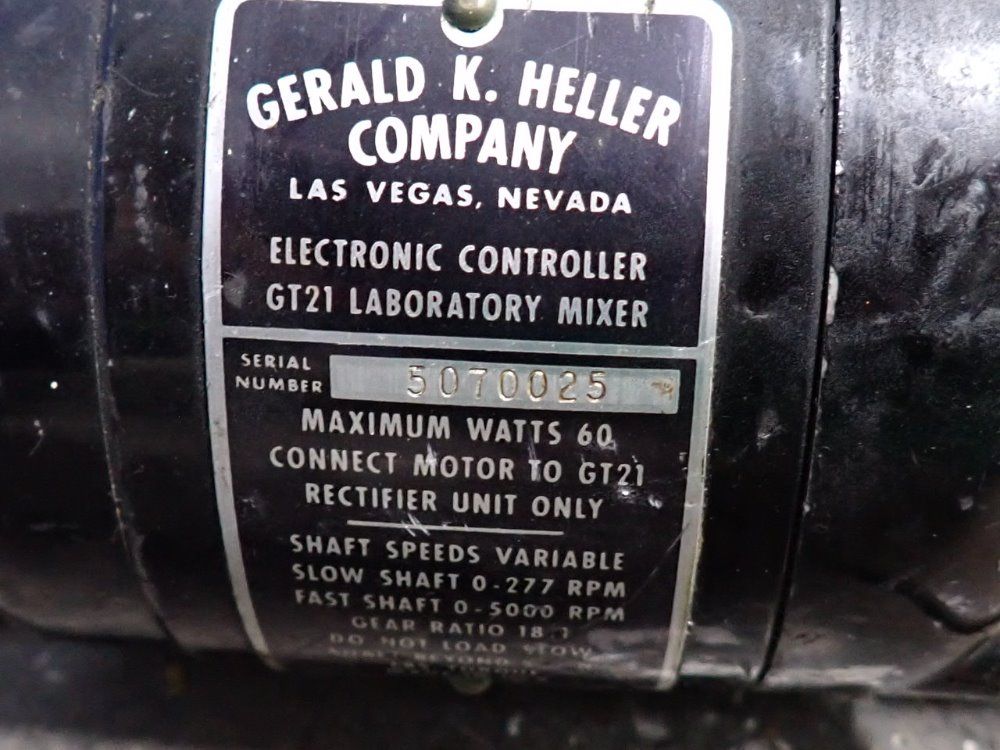 GERALD K. HELLER
COMPANY
LAS VEGAS, NEVADA
ELECTRONIC CONTROLLER
GT21 LABORATORY MIXER
SERIAL
NUMBER 5070025
MAXIMUM WATTS 60
CONNECT MOTOR TO GT21
RECTIFIER UNIT ONLY
SHAFT SPEEDS VARIABLE
SLOW SHAFT 0-277 RPM
FAST SHAFT 0-5000 RPM
GEAR RATIO 18:1
DO NOT LOAD SLOW